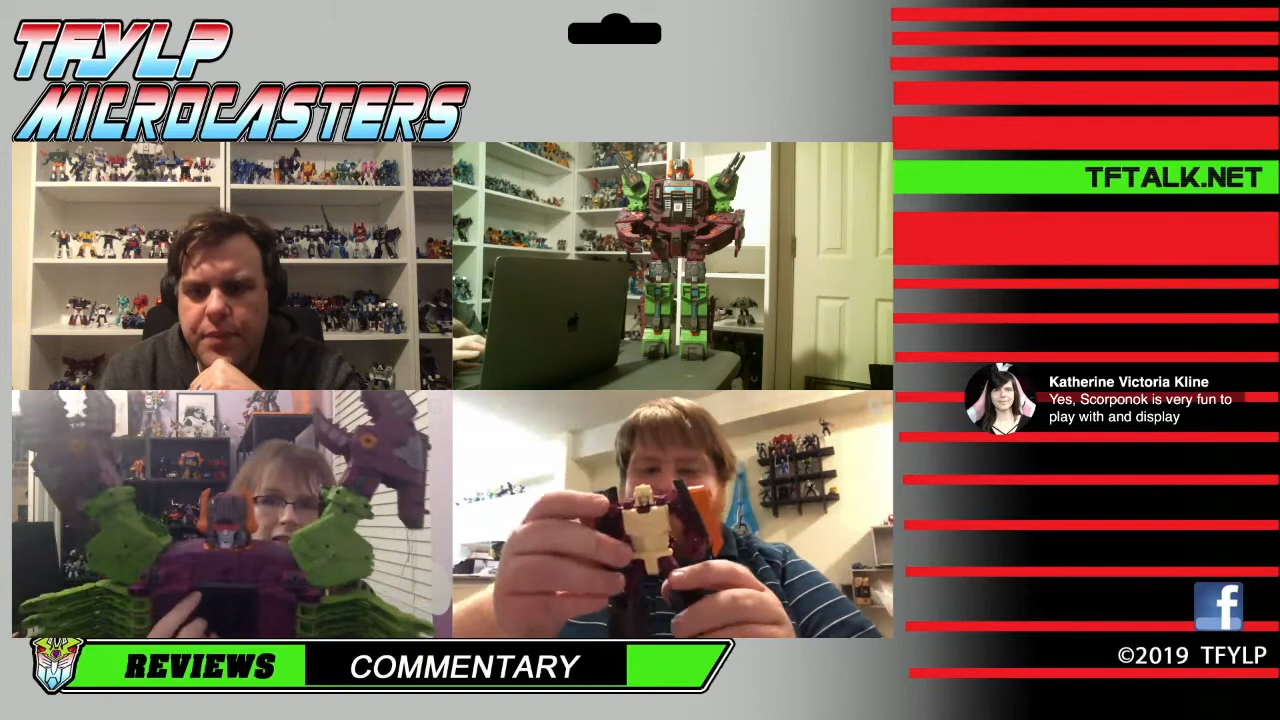 TFYLP
MICROCASTERS
TFTALK.NET
Katherine Victoria Kline
Yes, Scorponok is very fun to
play with and display
REVIEWS
COMMENTARY
©2019 TFYLP